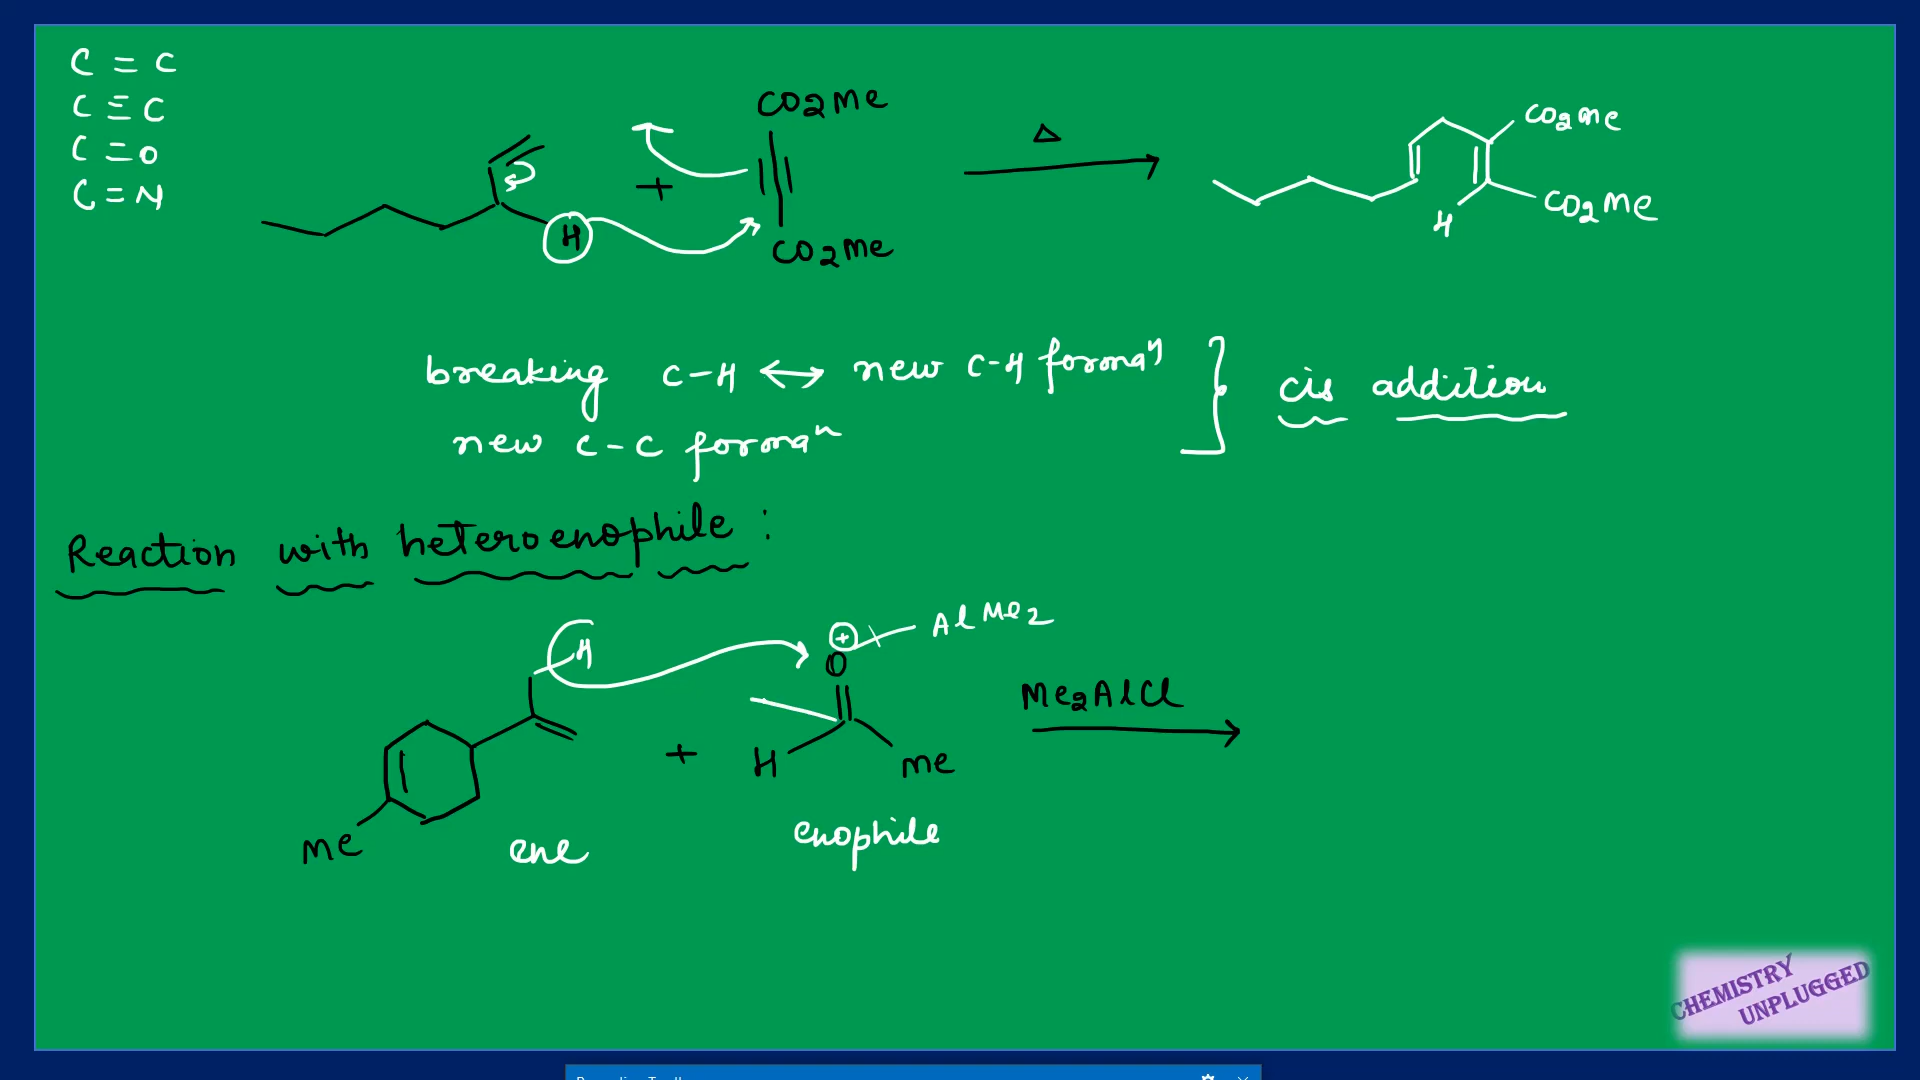 C = C
C ≡ C
C = O
C = N
CO2Me
+
CO2Me
H
Δ
CO2Me
CO2Me
H
breaking C-H ↔ new C-H formaⁿ
new C-C formaⁿ
cis addition
Reaction with heteroenophile :
H
+
O
AlMe2
Me2AlCl
+
H
Me
Me
ene
enophile
CHEMISTRY
UNPLUGGED